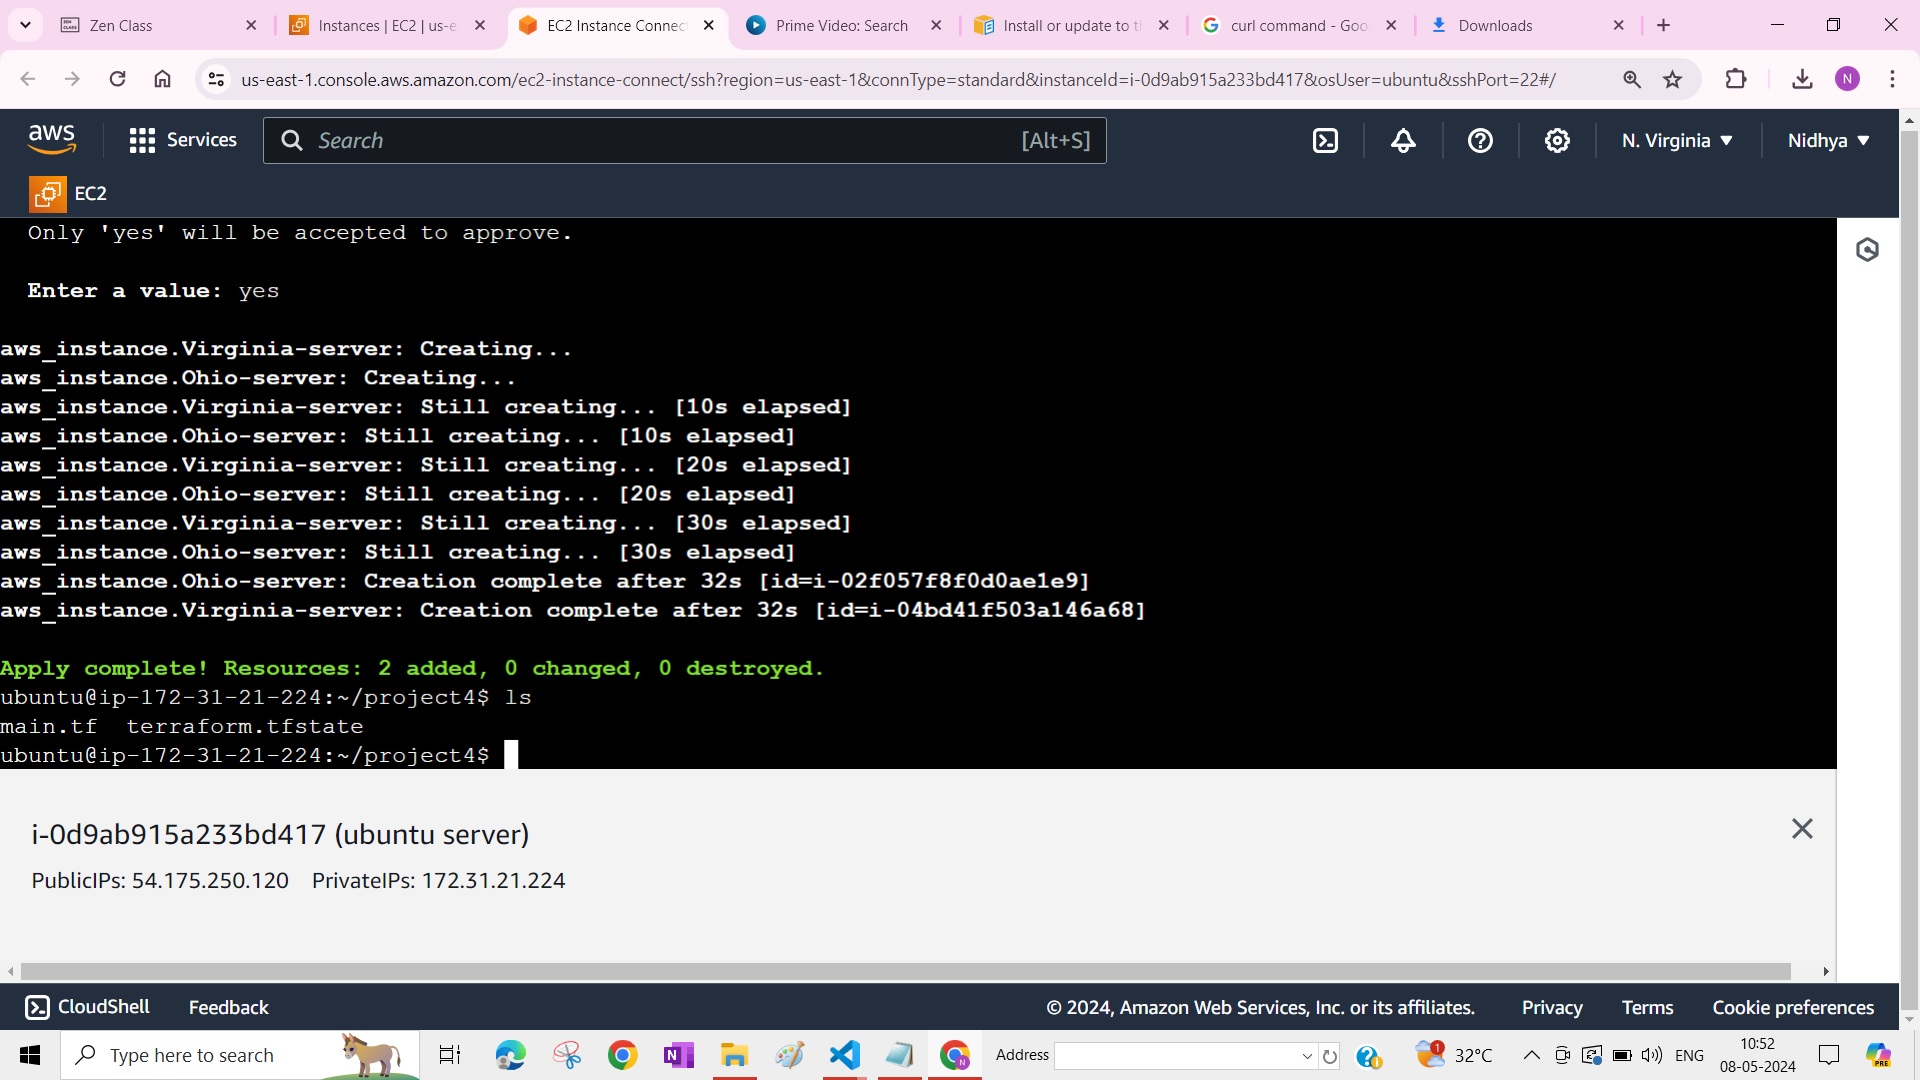 Zen Class
Instances | EC2 | us-e
EC2 Instance Connec
Prime Video: Search
Install or update to t
curl command - Goo
Downloads
us-east-1.console.aws.amazon.com/ec2-instance-connect/ssh?region=us-east-1&connType=standard&instanceId=i-0d9ab915a233bd417&osUser=ubuntu&sshPort=22#/
N
aws
Services
Search
[Alt+S]
N. Virginia
Nidhya
EC2
Only 'yes' will be accepted to approve.
Enter a value: yes
aws_instance.Virginia-server: Creating...
aws_instance.Ohio-server: Creating...
aws_instance.Virginia-server: Still creating... [10s elapsed]
aws_instance.Ohio-server: Still creating... [10s elapsed]
aws_instance.Virginia-server: Still creating... [20s elapsed]
aws_instance.Ohio-server: Still creating... [20s elapsed]
aws_instance.Virginia-server: Still creating... [30s elapsed]
aws_instance.Ohio-server: Still creating... [30s elapsed]
aws_instance.Ohio-server: Creation complete after 32s [id=i-02f057f8f0d0ae1e9]
aws_instance.Virginia-server: Creation complete after 32s [id=i-04bd41f503a146a68]
Apply complete! Resources: 2 added, 0 changed, 0 destroyed.
ubuntu@ip-172-31-21-224:~/project4$ ls
main.tf  terraform.tfstate
ubuntu@ip-172-31-21-224:~/project4$
i-0d9ab915a233bd417 (ubuntu server)
PublicIPs: 54.175.250.120    PrivateIPs: 172.31.21.224
CloudShell
Feedback
© 2024, Amazon Web Services, Inc. or its affiliates.
Privacy
Terms
Cookie preferences
Type here to search
Address
1
32°C
ENG
10:52
08-05-2024
PRE